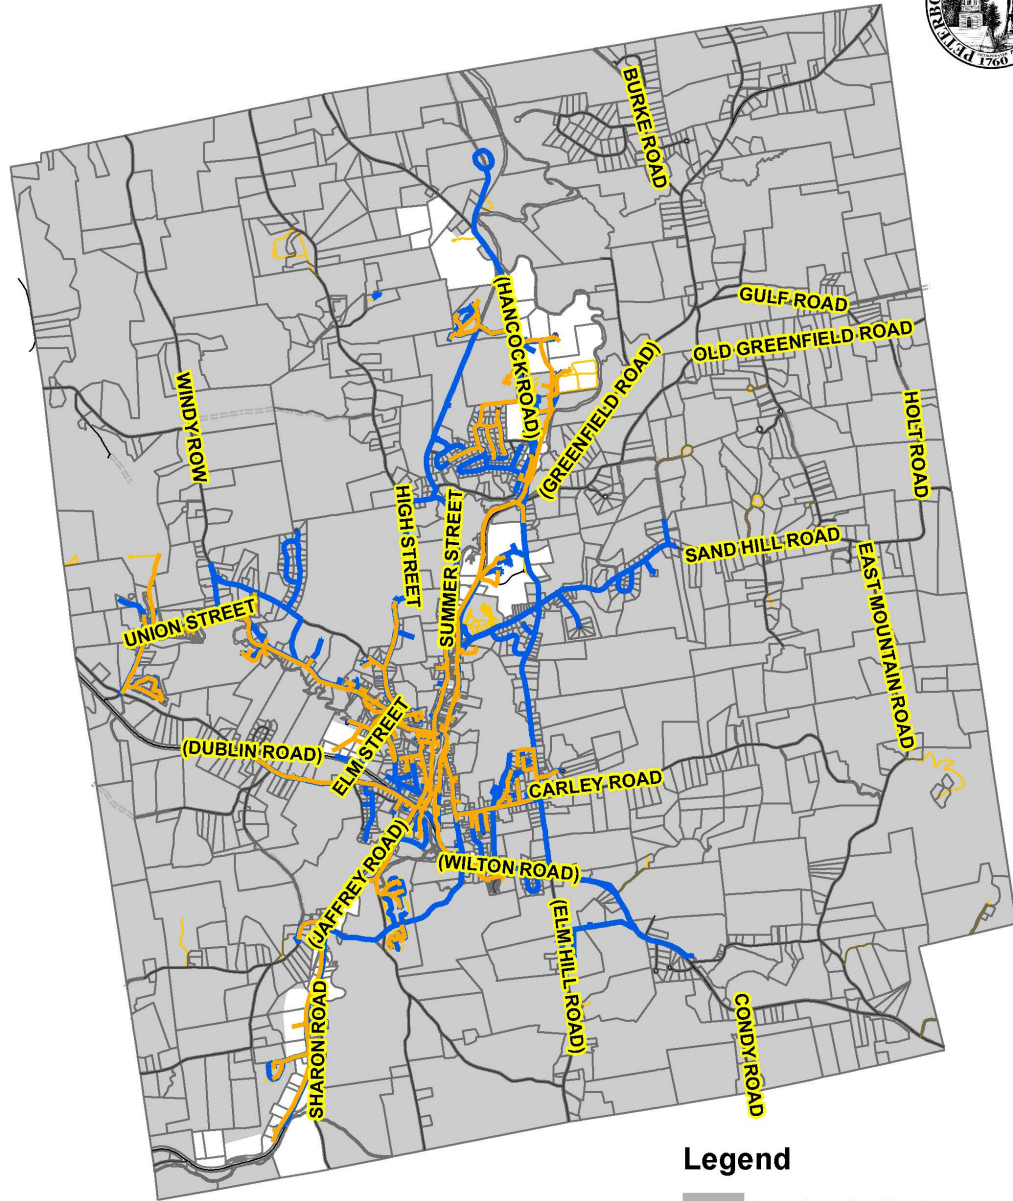 PETERBO
1760
BURKE ROAD
(HANCOCK ROAD)
GULF ROAD
OLD GREENFIELD ROAD
(GREENFIELD ROAD)
WINDY ROW
HOLT ROAD
HIGH STREET
SUMMER STREET
SAND HILL ROAD
EAST MOUNTAIN ROAD
UNION STREET
ELM STREET
(DUBLIN ROAD)
CARLEY ROAD
(JAFFREY ROAD)
(WILTON ROAD)
(ELM HILL ROAD)
SHARON ROAD
CONDY ROAD
Legend